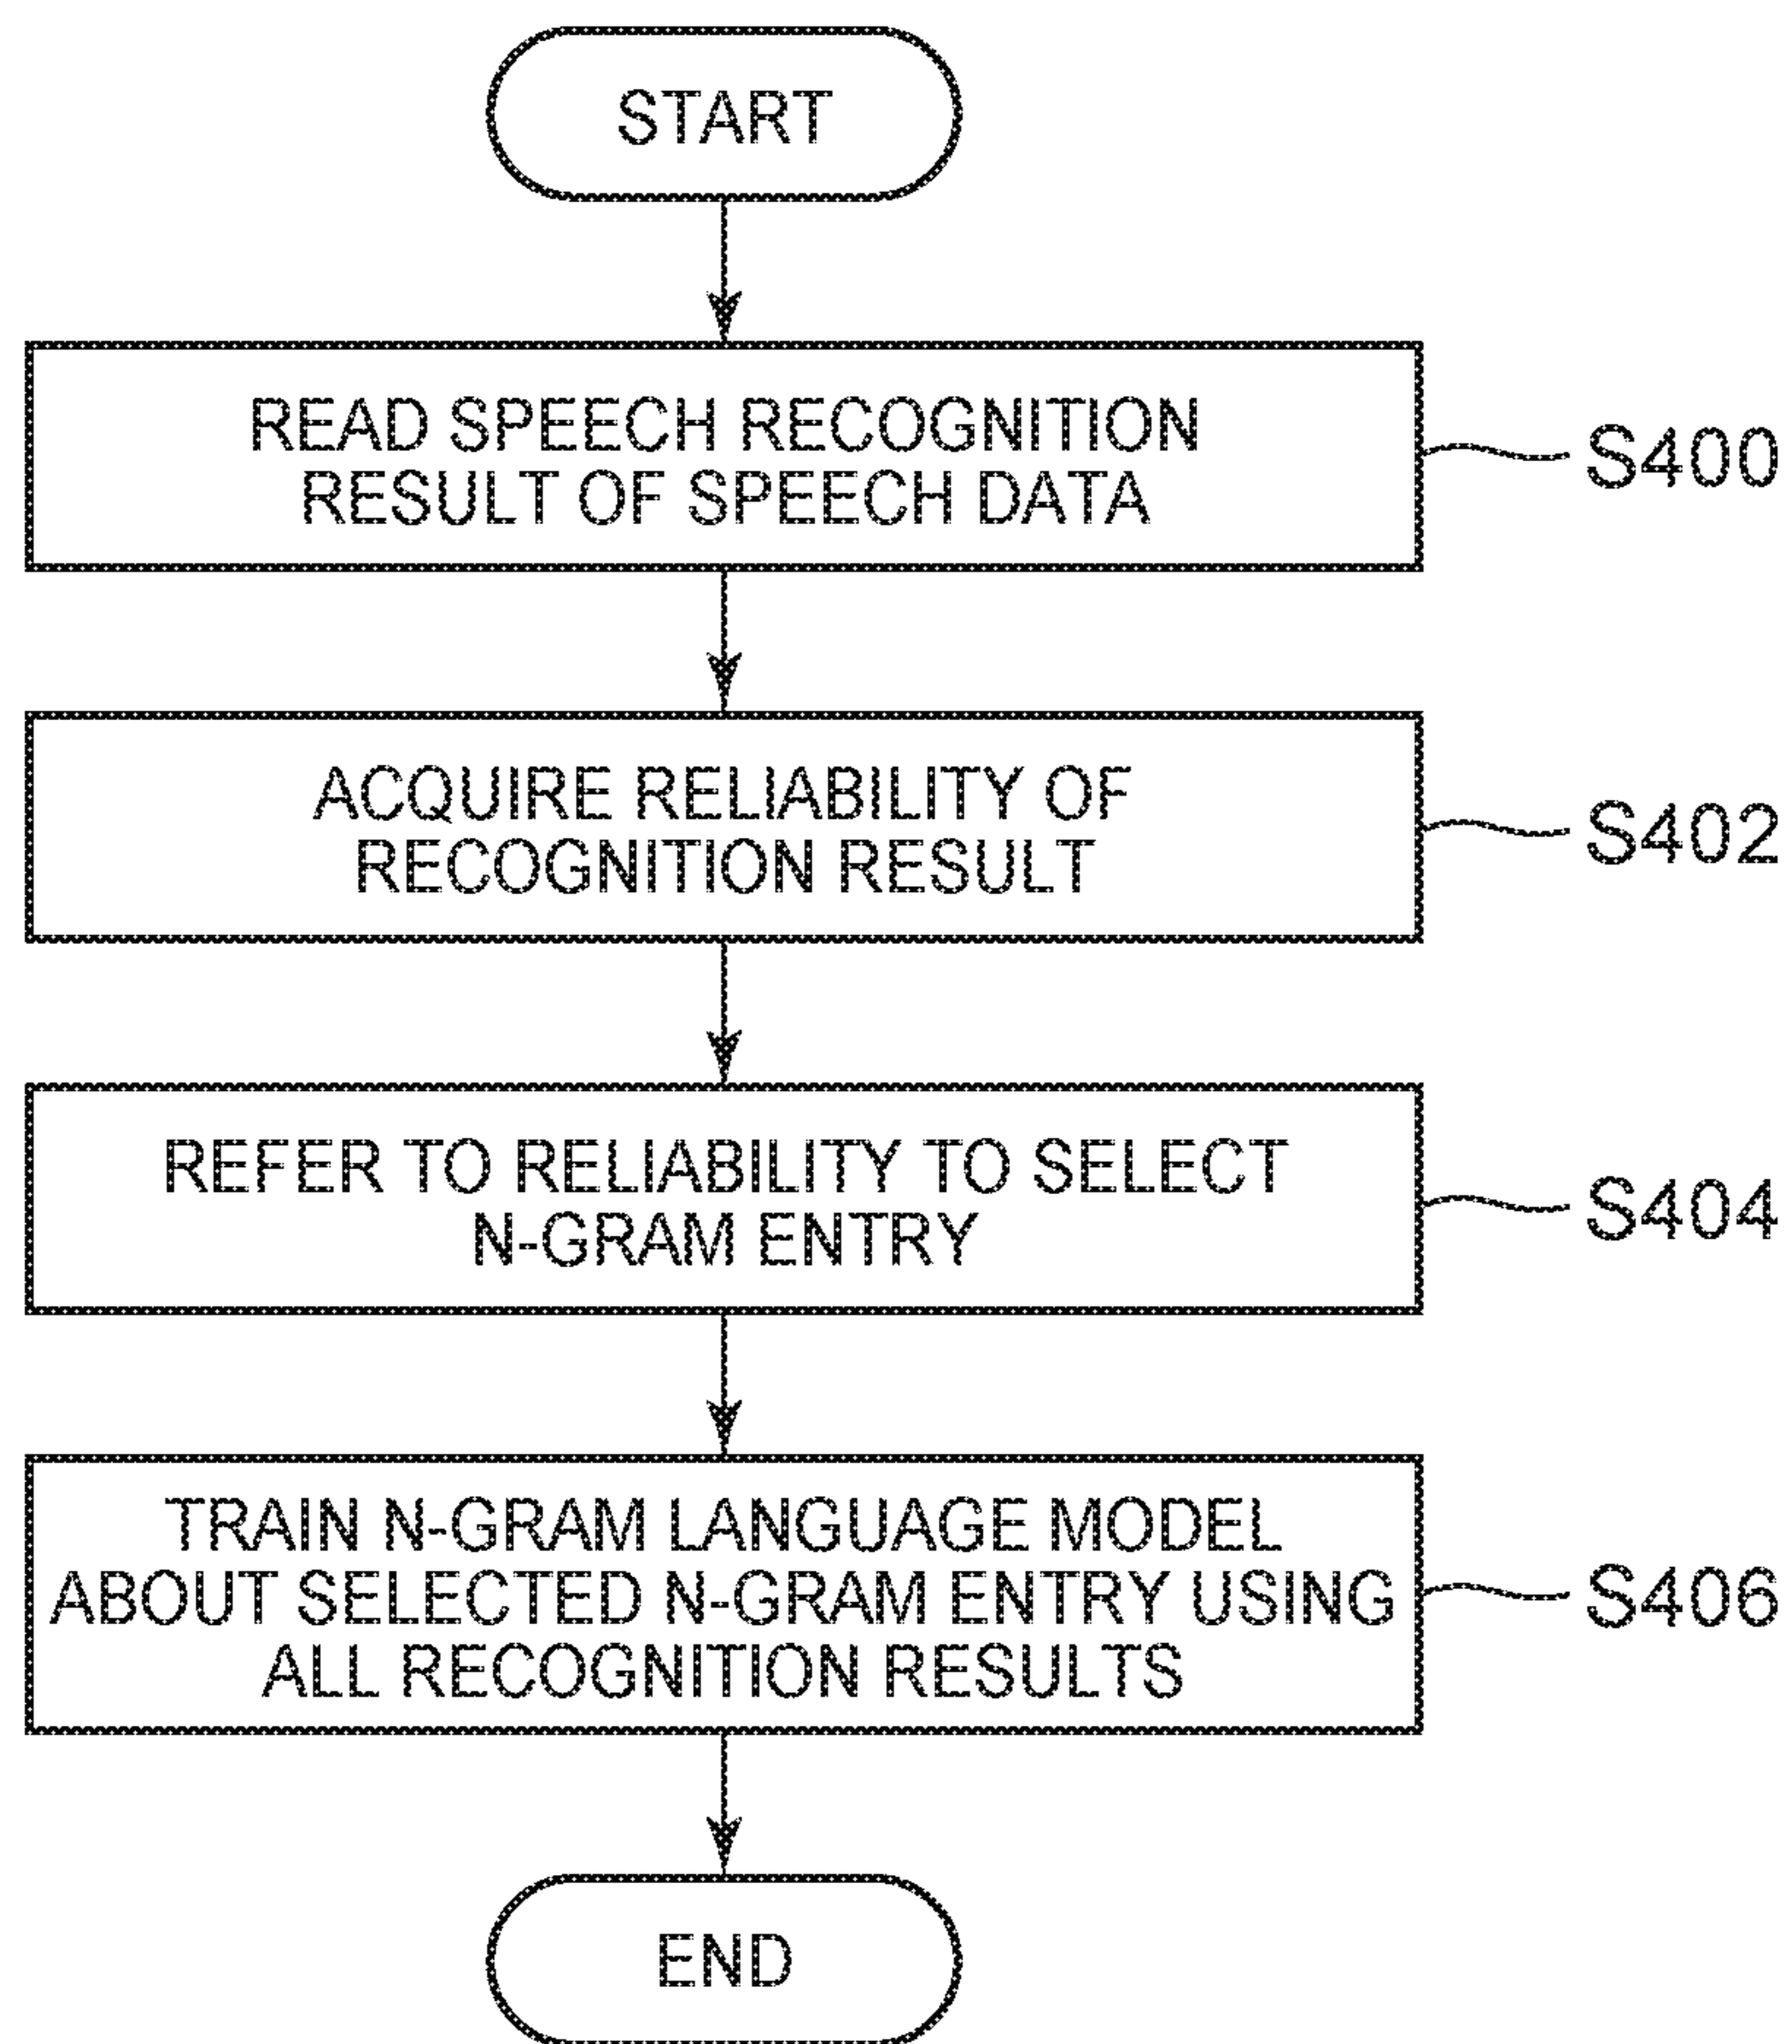 START
READ SPEECH RECOGNITION
RESULT OF SPEECH DATA
S400
ACQUIRE RELIABILITY OF
RECOGNITION RESULT
S402
REFER TO RELIABILITY TO SELECT
N-GRAM ENTRY
S404
TRAIN N-GRAM LANGUAGE MODEL
ABOUT SELECTED N-GRAM ENTRY USING
ALL RECOGNITION RESULTS
S406
END